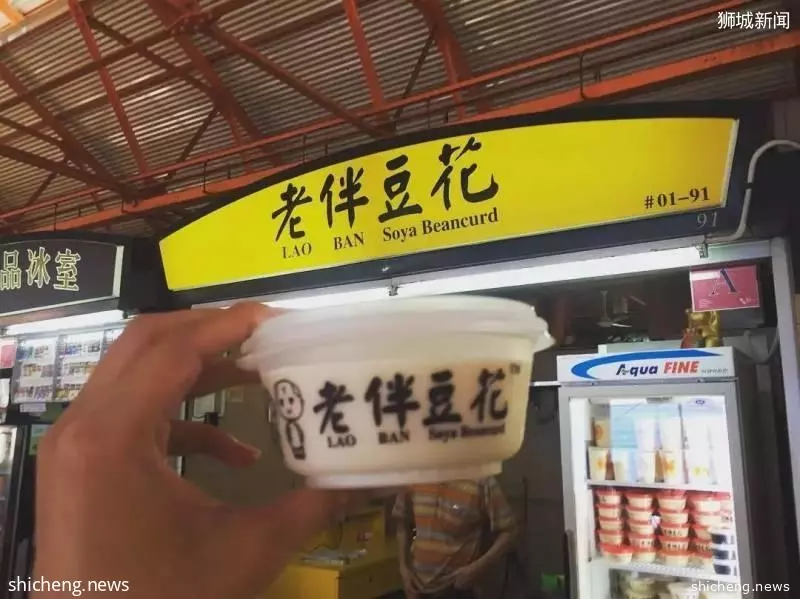 狮城新闻
老伴豆花
LAO BAN Soya Beancurd
#01-91
91
品冰室
A
Aqua FINE
老伴豆花
LAO BAN Soya Beancurd
shicheng.news
shicheng.news